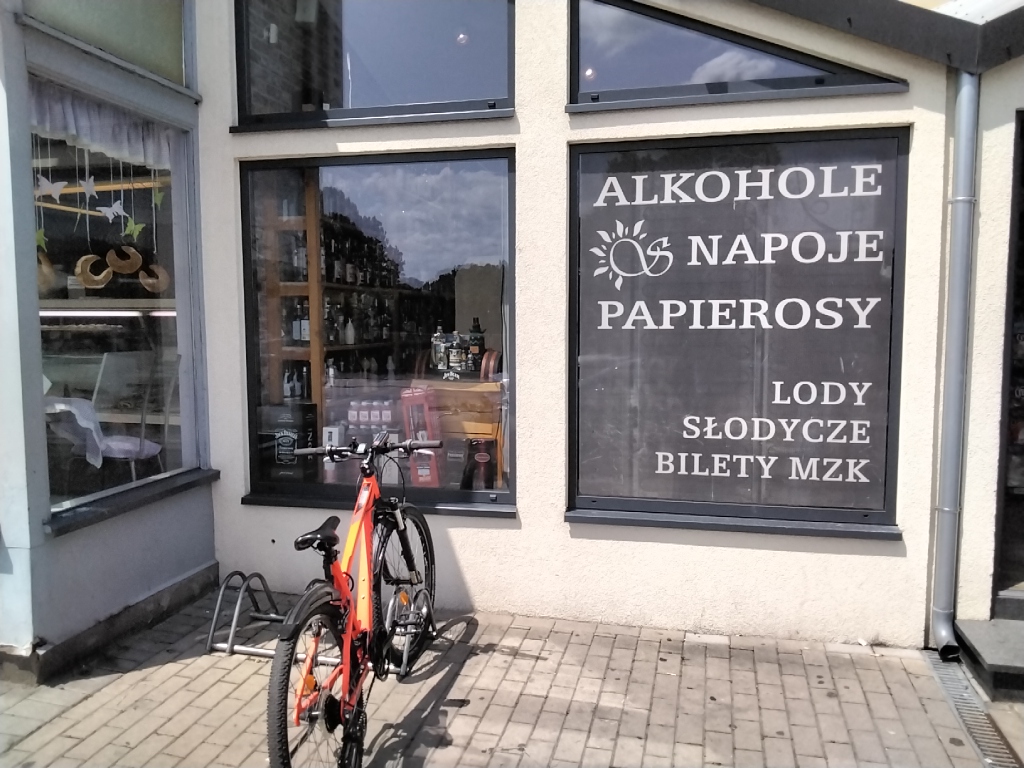 ALKOHOLE
NAPOJE
PAPIEROSY
LODY
SŁODYCZE
BILETY MZK